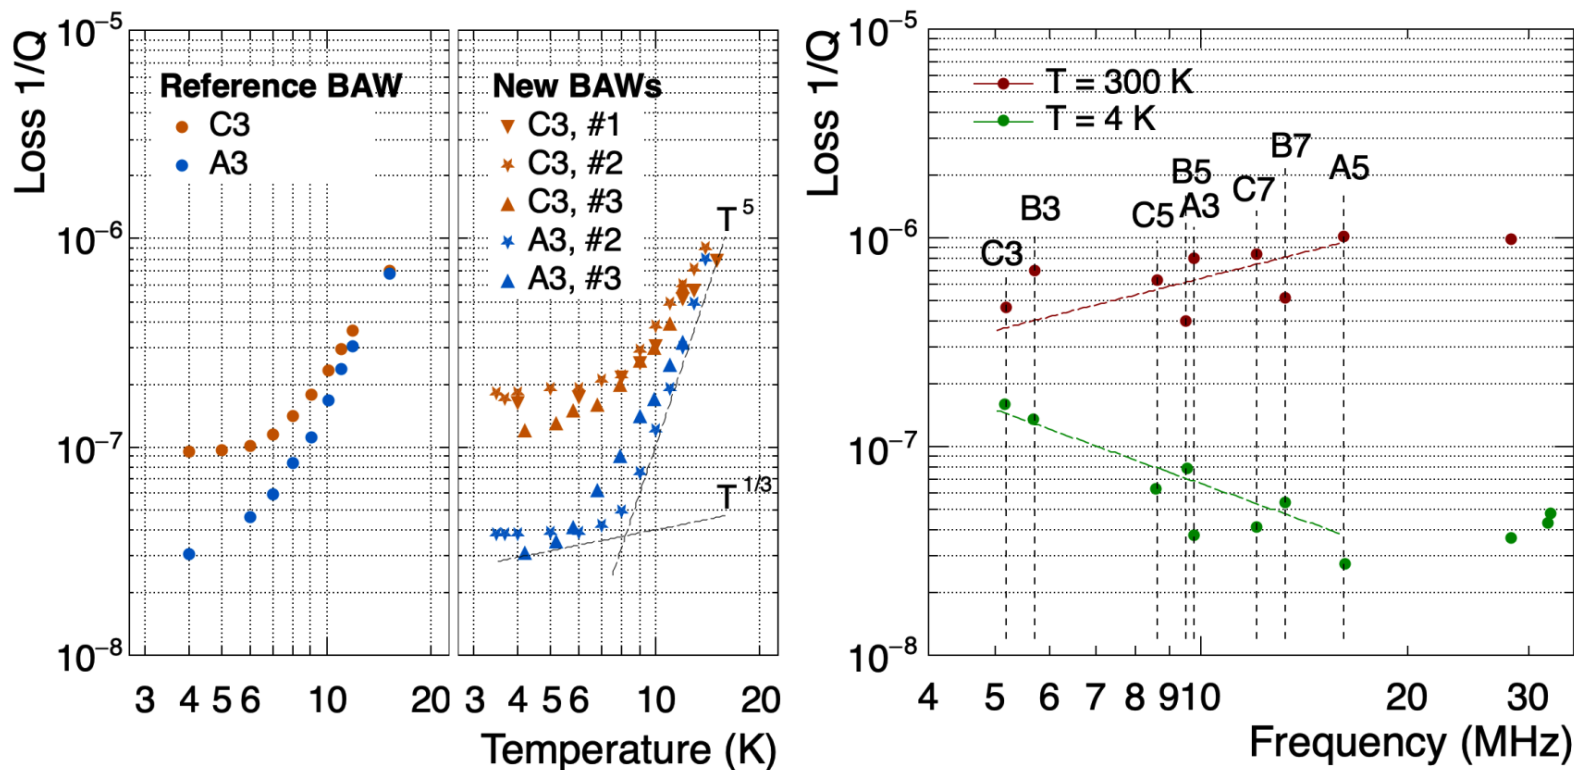 Loss 1/Q
10⁻⁵
10⁻⁶
10⁻⁷
10⁻⁸
Reference BAW
C3
A3
3 4 5 6 10 20
New BAWs
C3, #1
C3, #2
C3, #3
A3, #2
A3, #3
T⁵
T¹ᐟ³
3 4 5 6 10 20
Temperature (K)
Loss 1/Q
10⁻⁵
10⁻⁶
10⁻⁷
10⁻⁸
T = 300 K
T = 4 K
C3
B3
C5
B5
A3
C7
B7
A5
4 5 6 7 8 9 10 20 30
Frequency (MHz)